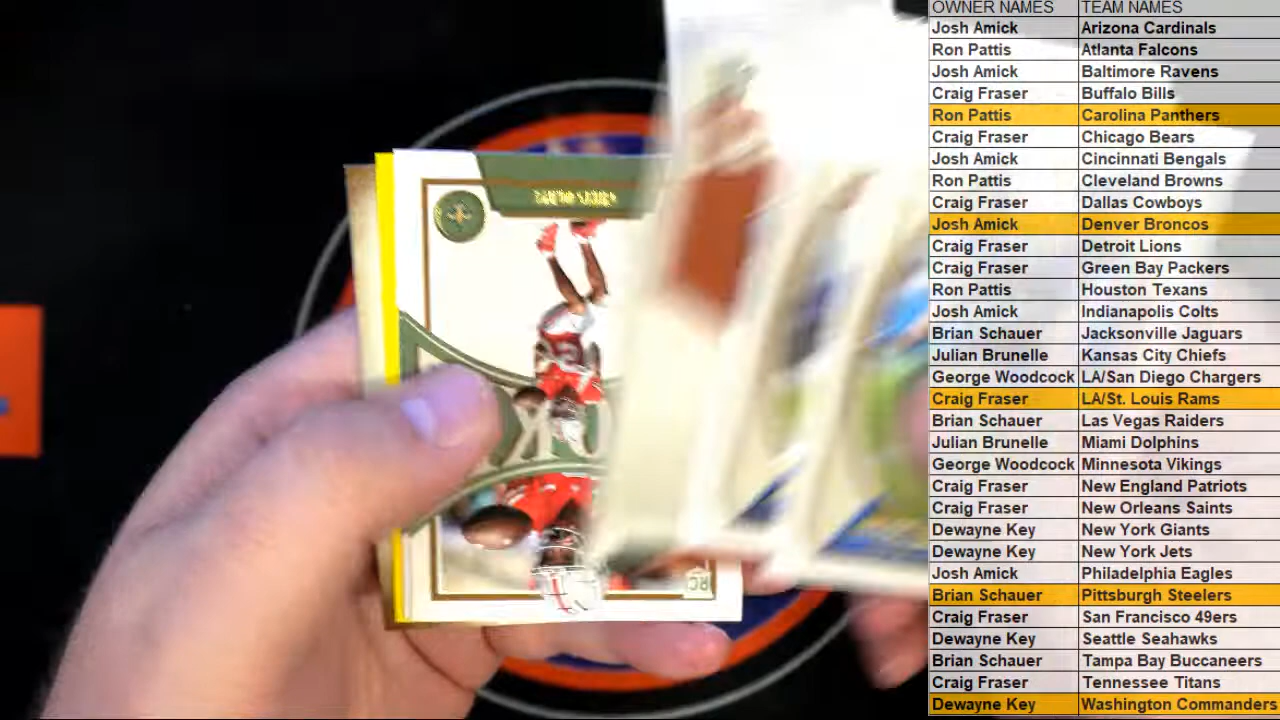 OWNER NAMES TEAM NAMES
Josh Amick Arizona Cardinals
Ron Pattis Atlanta Falcons
Josh Amick Baltimore Ravens
Craig Fraser Buffalo Bills
Ron Pattis Carolina Panthers
Craig Fraser Chicago Bears
Josh Amick Cincinnati Bengals
Ron Pattis Cleveland Browns
Craig Fraser Dallas Cowboys
Josh Amick Denver Broncos
Craig Fraser Detroit Lions
Craig Fraser Green Bay Packers
Ron Pattis Houston Texans
Josh Amick Indianapolis Colts
Brian Schauer Jacksonville Jaguars
Julian Brunelle Kansas City Chiefs
George Woodcock LA/San Diego Chargers
Craig Fraser LA/St. Louis Rams
Brian Schauer Las Vegas Raiders
Julian Brunelle Miami Dolphins
George Woodcock Minnesota Vikings
Craig Fraser New England Patriots
Craig Fraser New Orleans Saints
Dewayne Key New York Giants
Dewayne Key New York Jets
Josh Amick Philadelphia Eagles
Brian Schauer Pittsburgh Steelers
Craig Fraser San Francisco 49ers
Dewayne Key Seattle Seahawks
Brian Schauer Tampa Bay Buccaneers
Craig Fraser Tennessee Titans
Dewayne Key Washington Commanders
RC